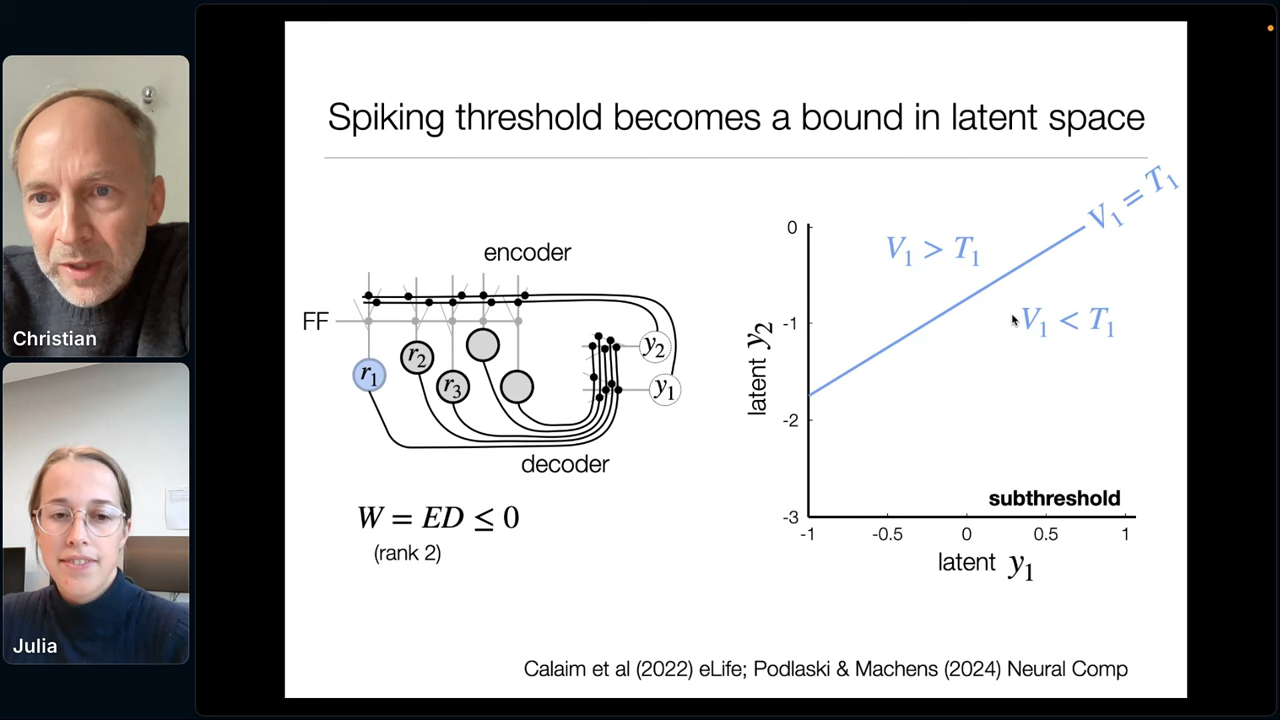 Christian
Julia
Spiking threshold becomes a bound in latent space
encoder
FF
r₁
r₂
r₃
y₂
y₁
decoder
W = ED ≤ 0
(rank 2)
V₁ = T₁
V₁ > T₁
V₁ < T₁
0
-1
-2
-3
latent y₂
subthreshold
-1 -0.5 0 0.5 1
latent y₁
Calaim et al (2022) eLife; Podlaski & Machens (2024) Neural Comp